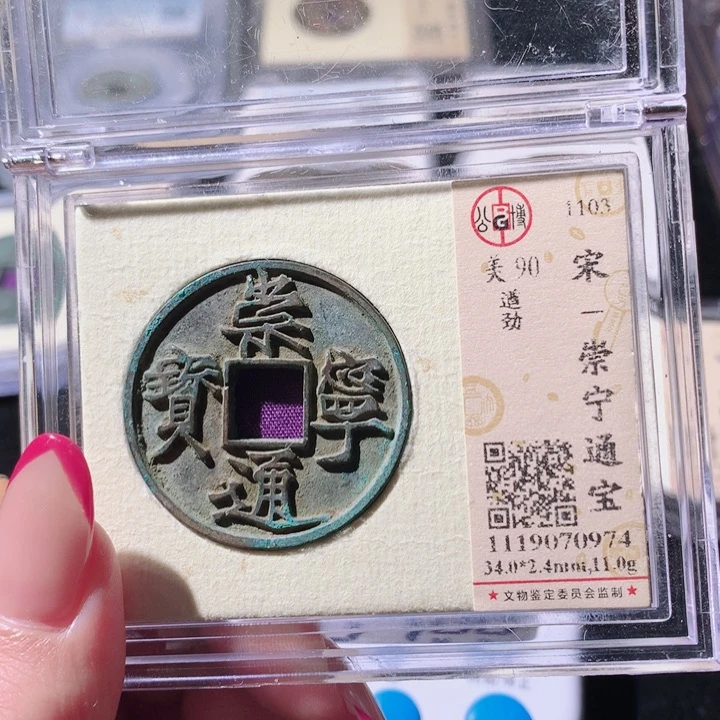 崇
寧
通
寶
公博
1103
美 90
遒劲
宋一崇宁通宝
1119070974
34.0*2.4mm,11.0g
★ 文物鉴定委员会监制 ★